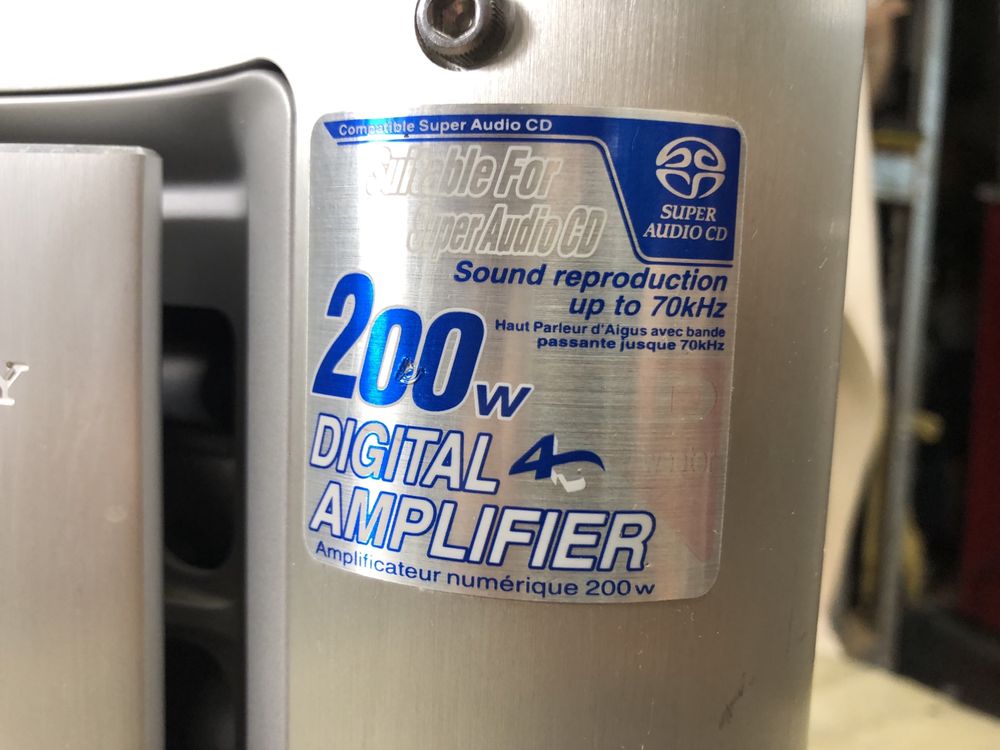 Compatible Super Audio CD
Suitable For
Super Audio CD
SUPER
AUDIO CD
Sound reproduction
up to 70kHz
Haut Parleur d'Aigus avec bande
passante jusque 70kHz
200w
DIGITAL
AMPLIFIER
Amplificateur numérique 200w
Y